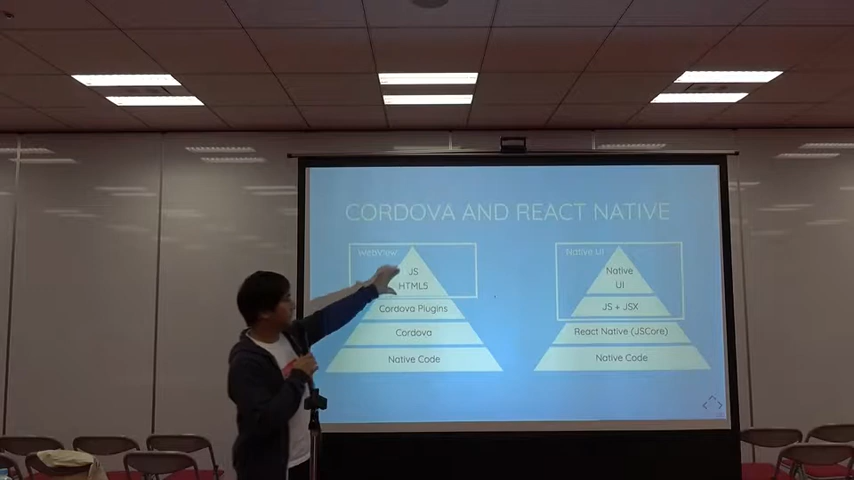 CORDOVA AND REACT NATIVE
WebView
JS
HTML5
Cordova Plugins
Cordova
Native Code
Native UI
Native
UI
JS + JSX
React Native (JSCore)
Native Code